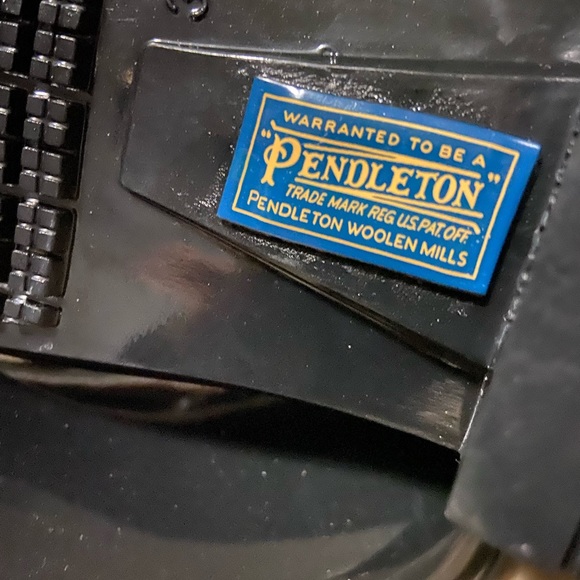 WARRANTED TO BE A
"PENDLETON"
TRADE MARK REG. U.S. PAT. OFF.
PENDLETON WOOLEN MILLS